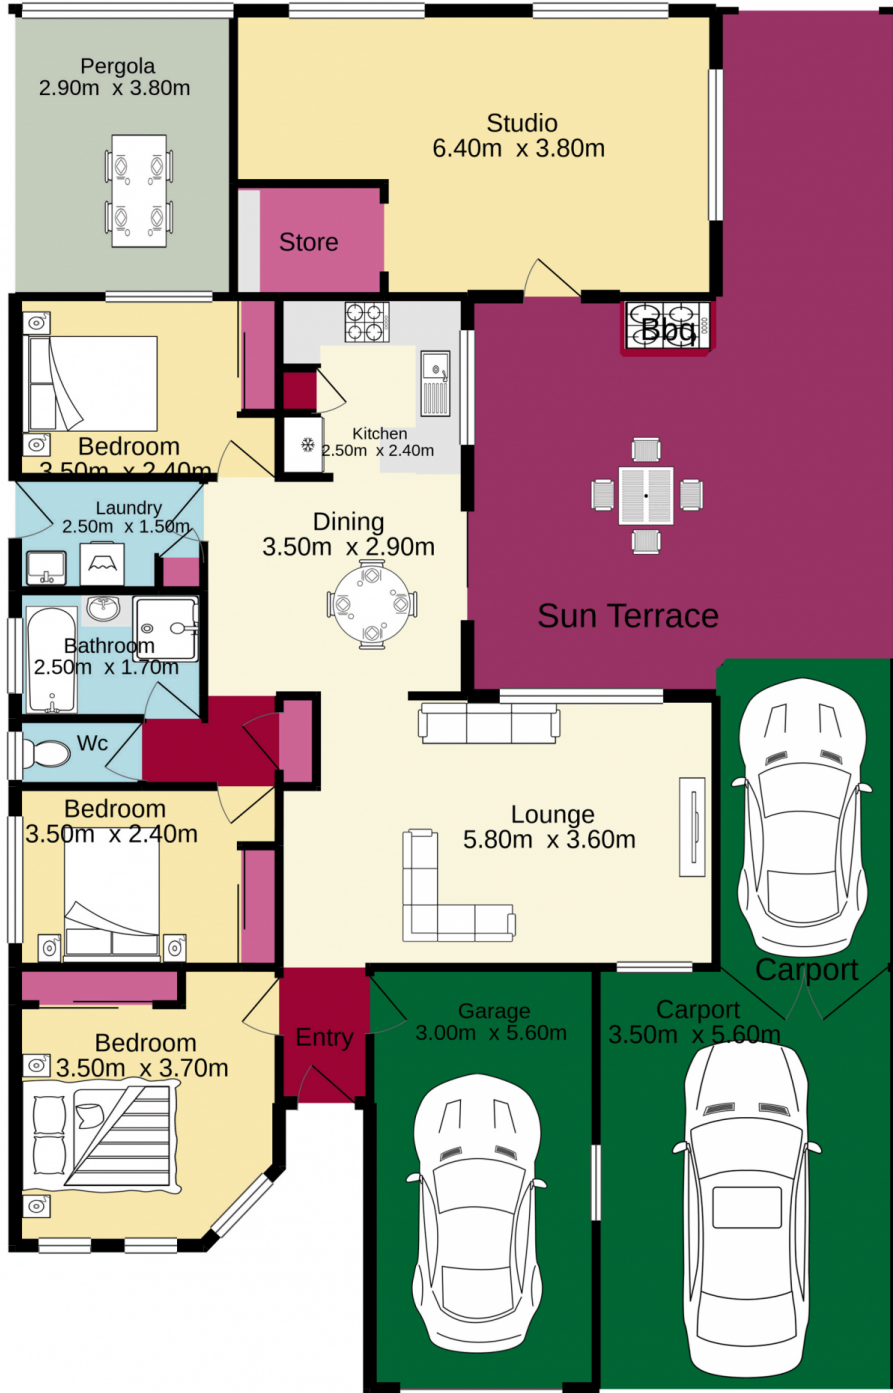 Pergola
2.90m x 3.80m
Studio
6.40m x 3.80m
Store
Bbq
Kitchen
2.50m x 2.40m
Bedroom
3.50m x 2.40m
Laundry
2.50m x 1.50m
Dining
3.50m x 2.90m
Sun Terrace
Bathroom
2.50m x 1.70m
Wc
Bedroom
3.50m x 2.40m
Lounge
5.80m x 3.60m
Carport
Garage
3.00m x 5.60m
Carport
3.50m x 5.60m
Entry
Bedroom
3.50m x 3.70m